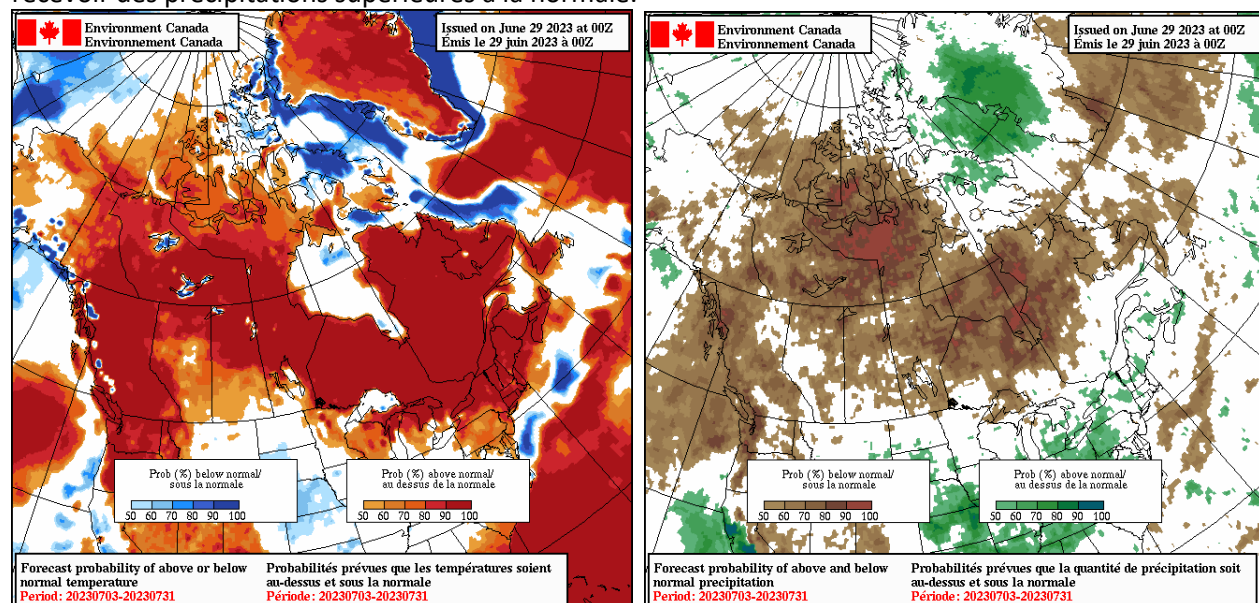 recevoir des précipitations supérieures à la normale.
Environment Canada
Environnement Canada
Issued on June 29 2023 at 00Z
Émis le 29 juin 2023 à 00Z
Prob (%) below normal/
sous la normale
50 60 70 80 90 100
Prob (%) above normal/
au dessus de la normale
50 60 70 80 90 100
Forecast probability of above or below
normal temperature
Period: 20230703-20230731
Probabilités prévues que les températures soient
au-dessus et sous la normale
Période: 20230703-20230731
Environment Canada
Environnement Canada
Issued on June 29 2023 at 00Z
Émis le 29 juin 2023 à 00Z
Prob (%) below normal/
sous la normale
50 60 70 80 90 100
Prob (%) above normal/
au dessus de la normale
50 60 70 80 90 100
Forecast probability of above and below
normal precipitation
Period: 20230703-20230731
Probabilités prévues que la quantité de précipitation soit
au-dessus et sous la normale
Période: 20230703-20230731